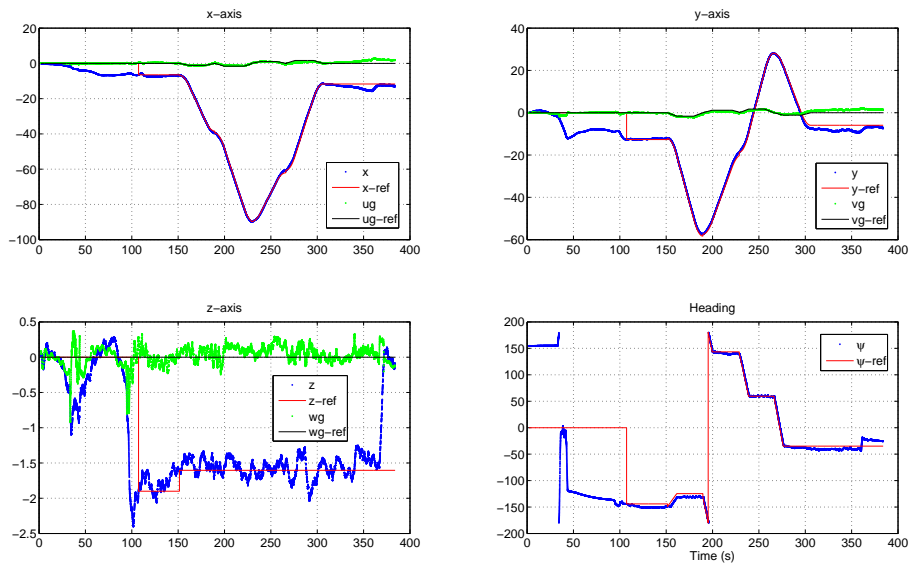 x−axis
20
0
−20
−40
−60
−80
−100
0 50 100 150 200 250 300 350 400
x
x−ref
ug
ug−ref
y−axis
40
20
0
−20
−40
−60
0 50 100 150 200 250 300 350 400
y
y−ref
vg
vg−ref
z−axis
0.5
0
−0.5
−1
−1.5
−2
−2.5
0 50 100 150 200 250 300 350 400
z
z−ref
wg
wg−ref
Heading
200
150
100
50
0
−50
−100
−150
−200
0 50 100 150 200 250 300 350 400
Time (s)
ψ
ψ−ref